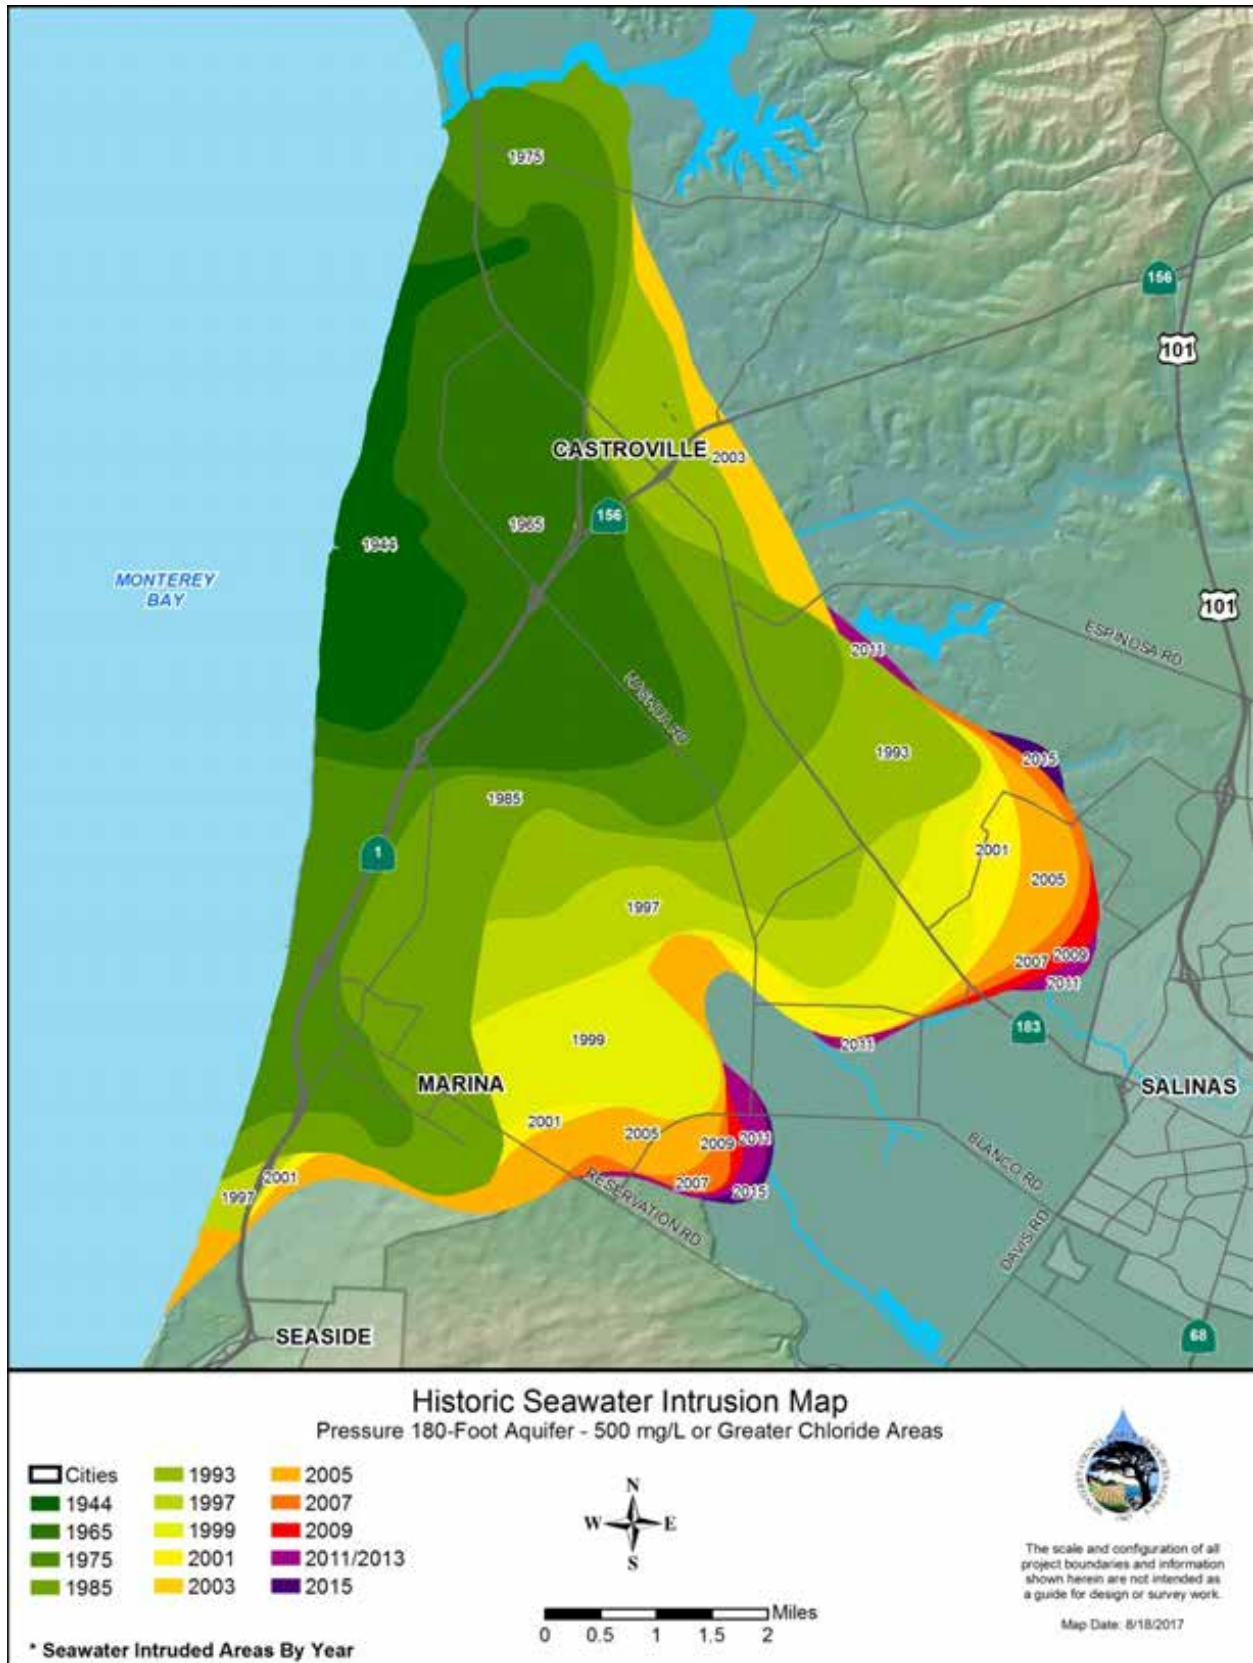 1975
156
101
CASTROVILLE
2003
156
1965
1944
MONTEREY
BAY
101
ESPINOSA RD
2011
NASHUA RD
1993
2015
1985
1
2001
2005
1997
2007
2009
2011
183
1999
2011
MARINA
SALINAS
2001
2005
2009
2011
BLANCO RD
2001
1997
2007
2015
RESERVATION RD
DAVIS RD
SEASIDE
68
Historic Seawater Intrusion Map
Pressure 180-Foot Aquifer - 500 mg/L or Greater Chloride Areas
Cities
1944
1965
1975
1985
1993
1997
1999
2001
2003
2005
2007
2009
2011/2013
2015
N
W E
S
Miles
0 0.5 1 1.5 2
* Seawater Intruded Areas By Year
The scale and configuration of all
project boundaries and information
shown herein are not intended as
a guide for design or survey work.
Map Date: 8/18/2017